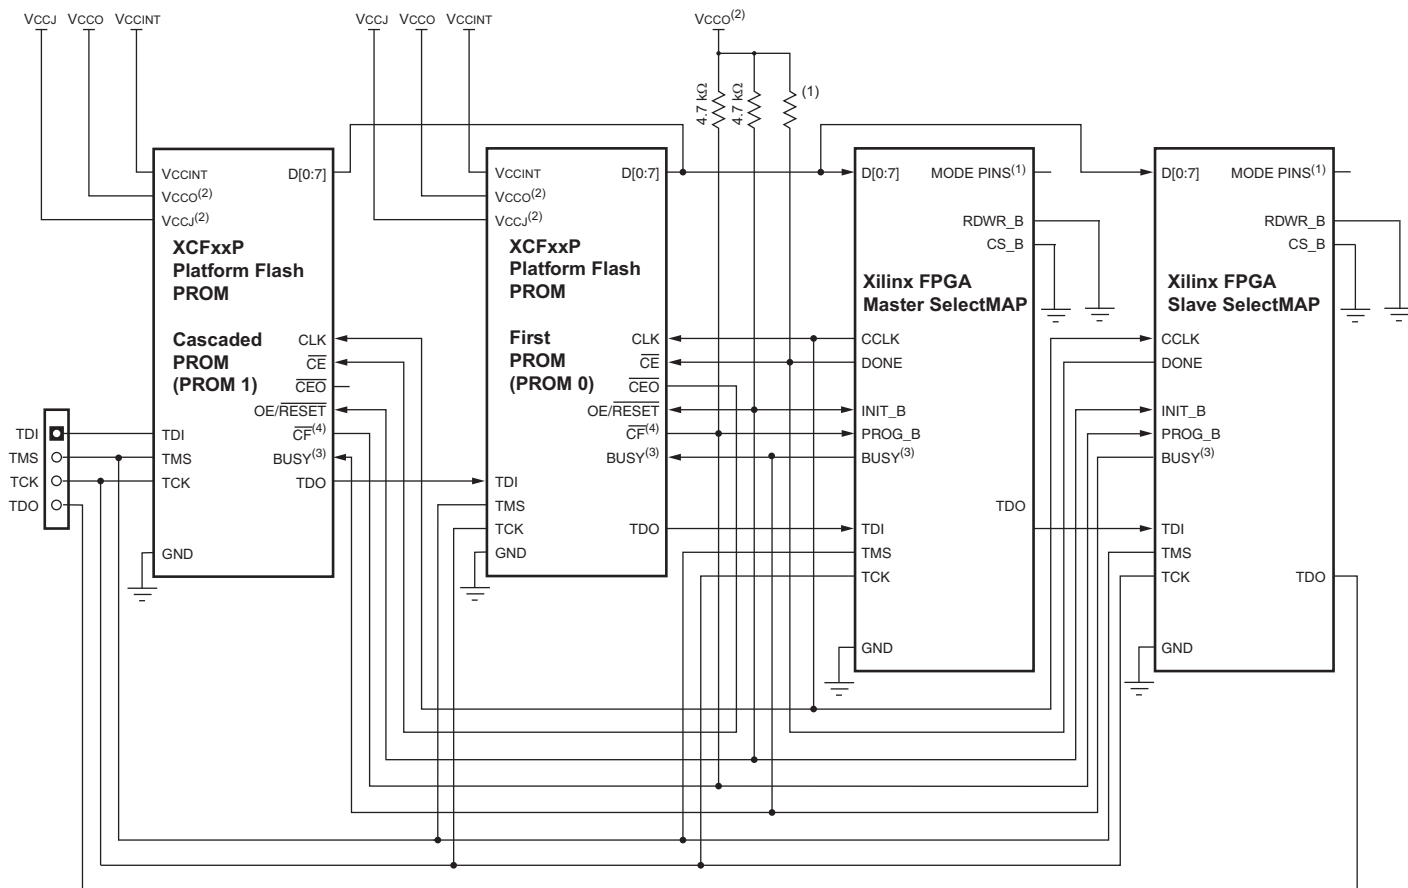 VCCJ VCCO VCCINT
VCCJ VCCO VCCINT
VCCO(2)
4.7 kΩ
4.7 kΩ
(1)
VCCINT
VCCO(2)
VCCJ(2)
D[0:7]
XCFxxP
Platform Flash
PROM
Cascaded
PROM
(PROM 1)
CLK
CE
CEO
OE/RESET
CF(4)
BUSY(3)
TDO
TDI
TMS
TCK
GND
TDI
TMS
TCK
TDO
VCCINT
VCCO(2)
VCCJ(2)
D[0:7]
XCFxxP
Platform Flash
PROM
First
PROM
(PROM 0)
CLK
CE
CEO
OE/RESET
CF(4)
BUSY(3)
TDI
TMS
TCK
GND
TDO
D[0:7]
MODE PINS(1)
RDWR_B
CS_B
Xilinx FPGA
Master SelectMAP
CCLK
DONE
INIT_B
PROG_B
BUSY(3)
TDO
TDI
TMS
TCK
GND
D[0:7]
MODE PINS(1)
RDWR_B
CS_B
Xilinx FPGA
Slave SelectMAP
CCLK
DONE
INIT_B
PROG_B
BUSY(3)
TDI
TMS
TCK
TDO
GND